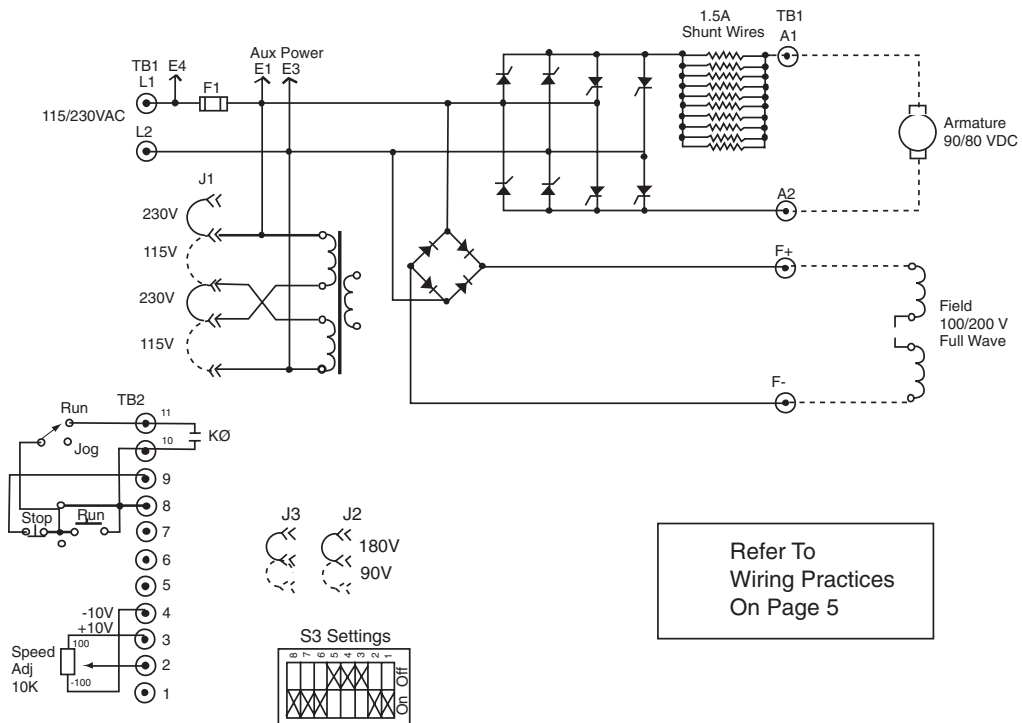 1.5A
Shunt Wires
TB1
A1
TB1
L1
E4
F1
Aux Power
E1 E3
115/230VAC
L2
Armature
90/80 VDC
A2
J1
230V
115V
230V
115V
F+
Field
100/200 V
Full Wave
F-
TB2
Run
Jog
11
10
KØ
9
8
Stop
Run
7
6
5
4
3
2
1
-10V
+10V
100
-100
Speed
Adj
10K
J3
J2
180V
90V
S3 Settings
8 7 6 5 4 3 2 1
Off
On
Refer To
Wiring Practices
On Page 5